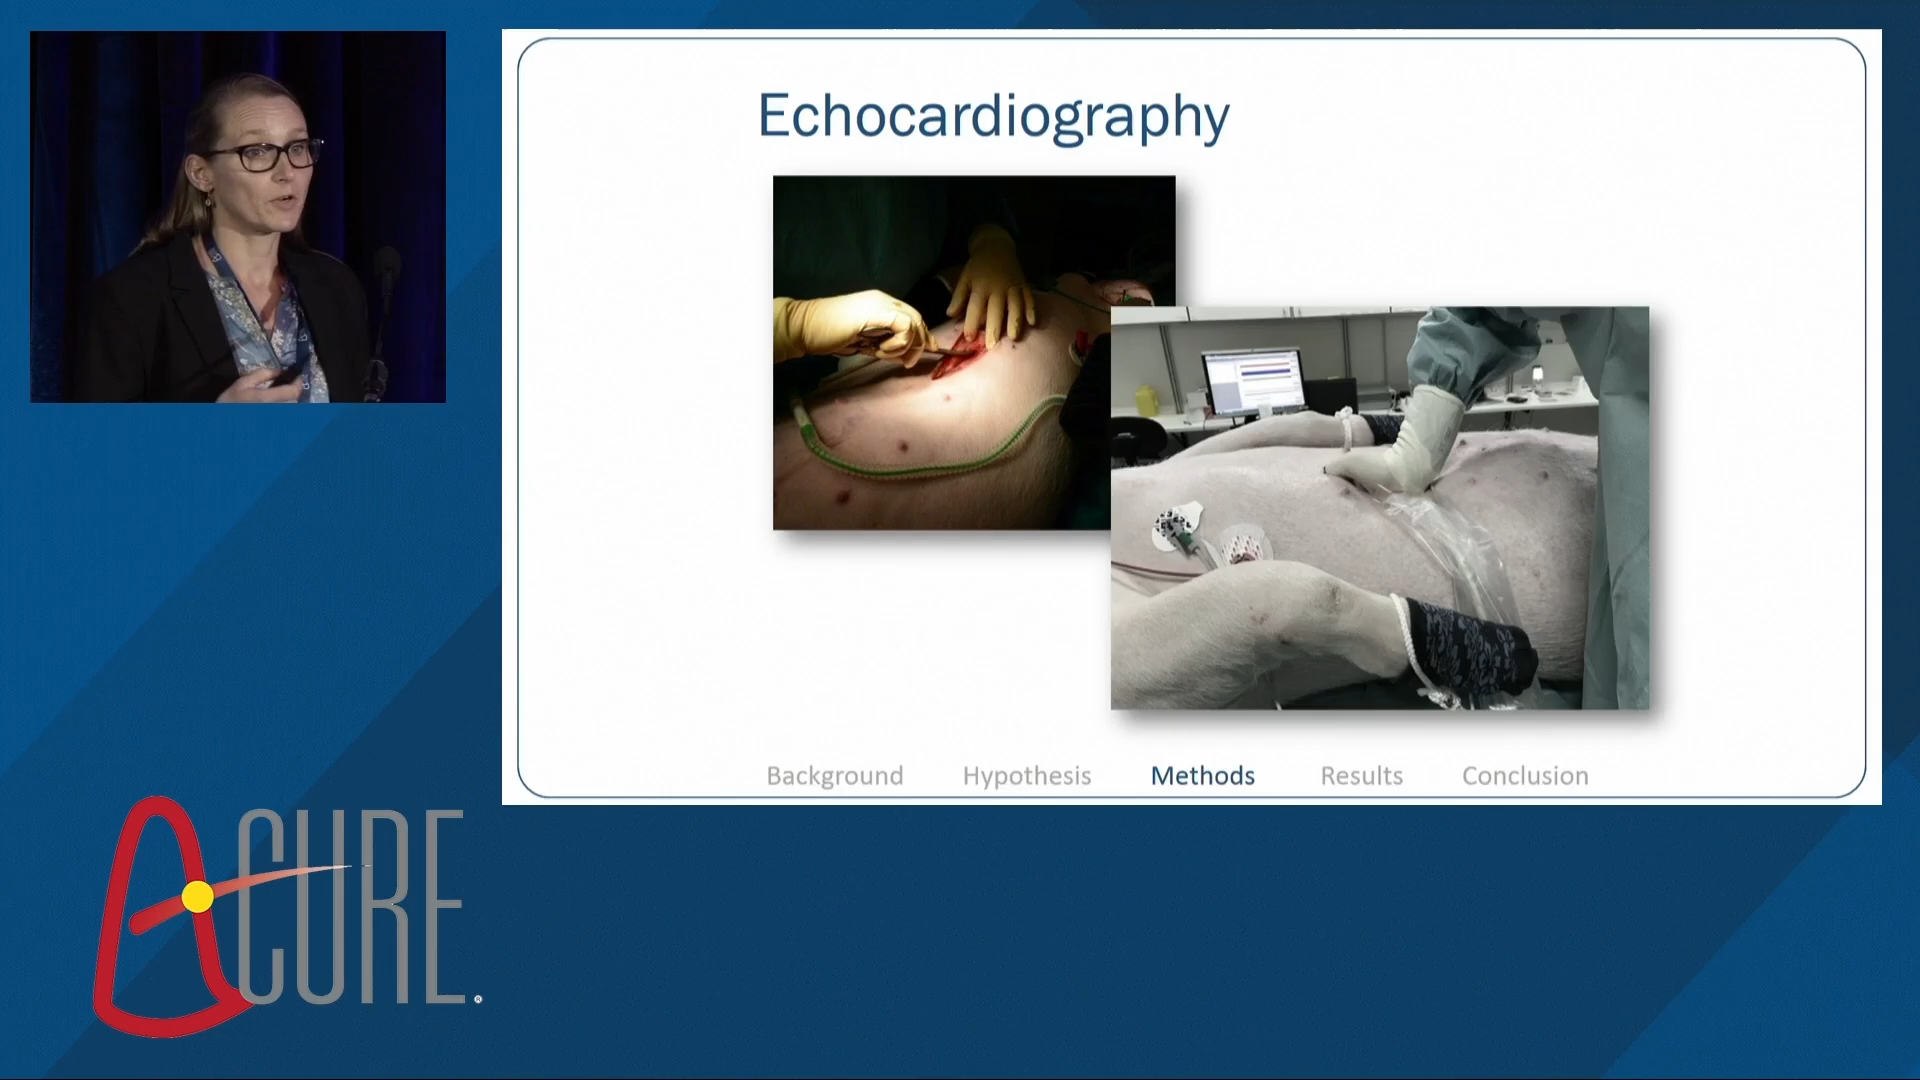 Echocardiography
Background Hypothesis Methods Results Conclusion
A CURE.®